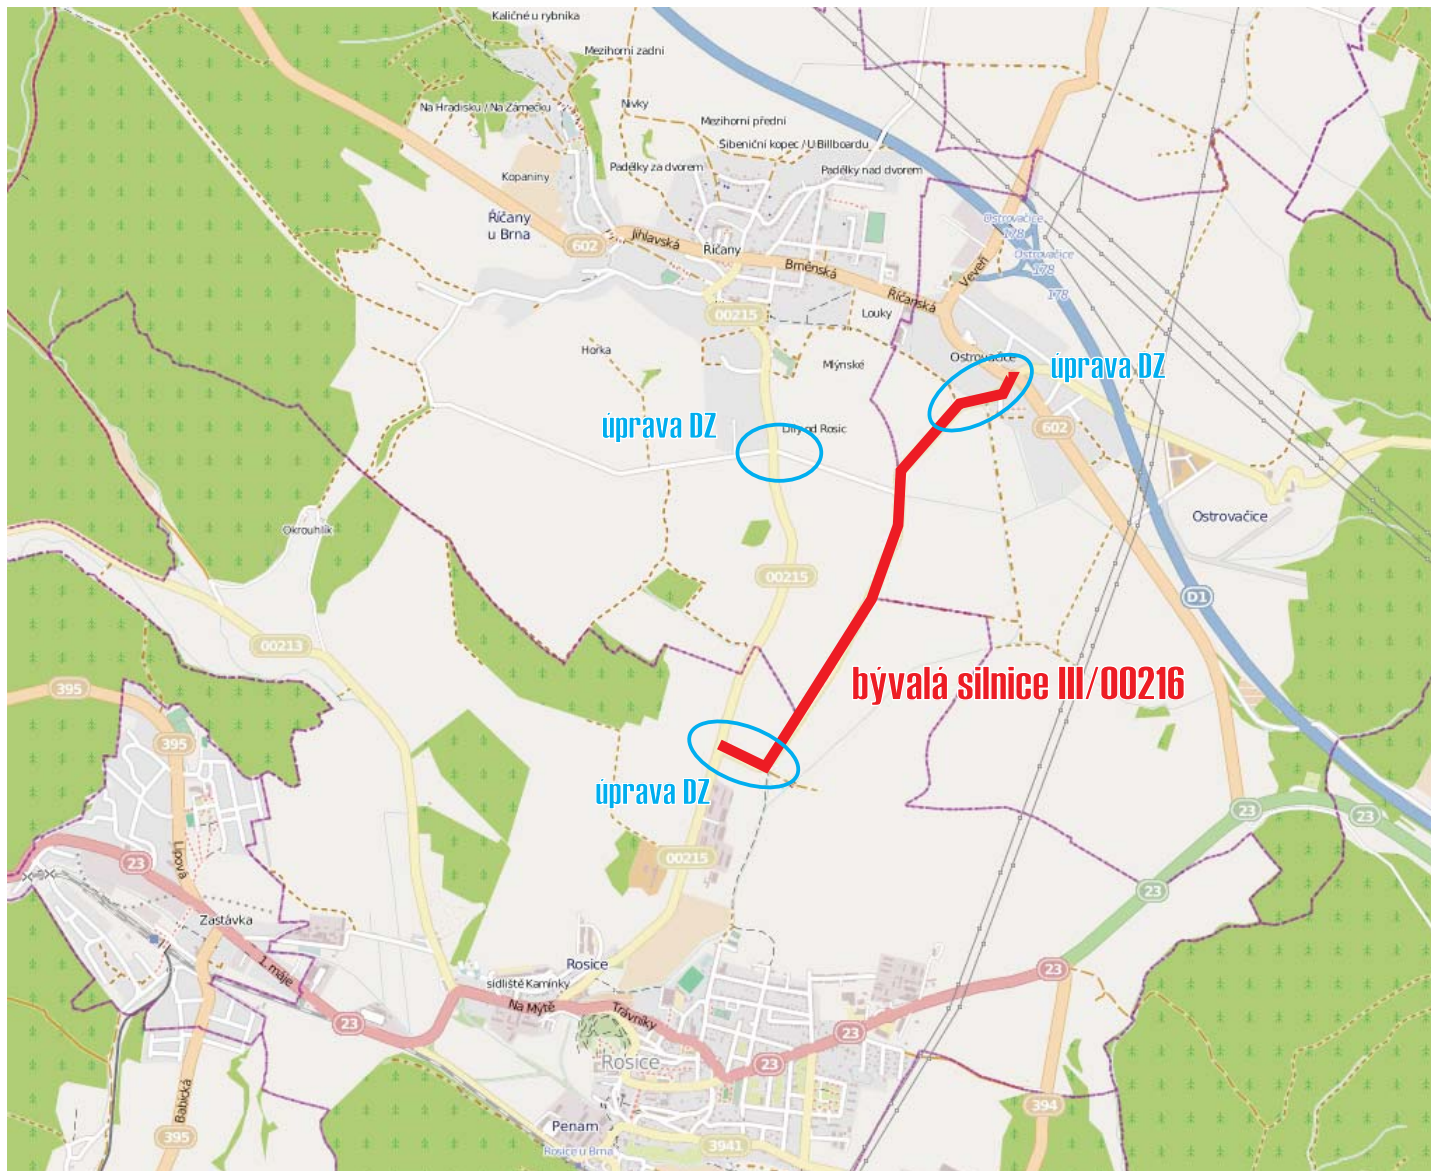 Kaličné u rybníka
Mezihorní zadní
Na Hradisku / Na Zámečku
Nivky
Mezihorní přední
Šibeniční kopec / U Billboardu
Padělky za dvorem
Padělky nad dvorem
Kopaniny
Říčany
u Brna
602
Jihlavská
Říčany
Brněnská
Říčanská
Veveří
Ostrovačice
178
Ostrovačice
178
178
00215
Louky
Hořka
Mlýnské
Ostrovačice
úprava DZ
úprava DZ
Díly od Rosic
602
Okrouhlík
Ostrovačice
00215
D1
00213
bývalá silnice III/00216
395
395
úprava DZ
23
23
00215
23
Lipová
23
Zastávka
1. máje
Rosice
sídliště Kamínky
Na Mýtě
Trávníky
23
23
23
23
Rosice
Babická
394
Penam
395
3941
Rosice u Brna